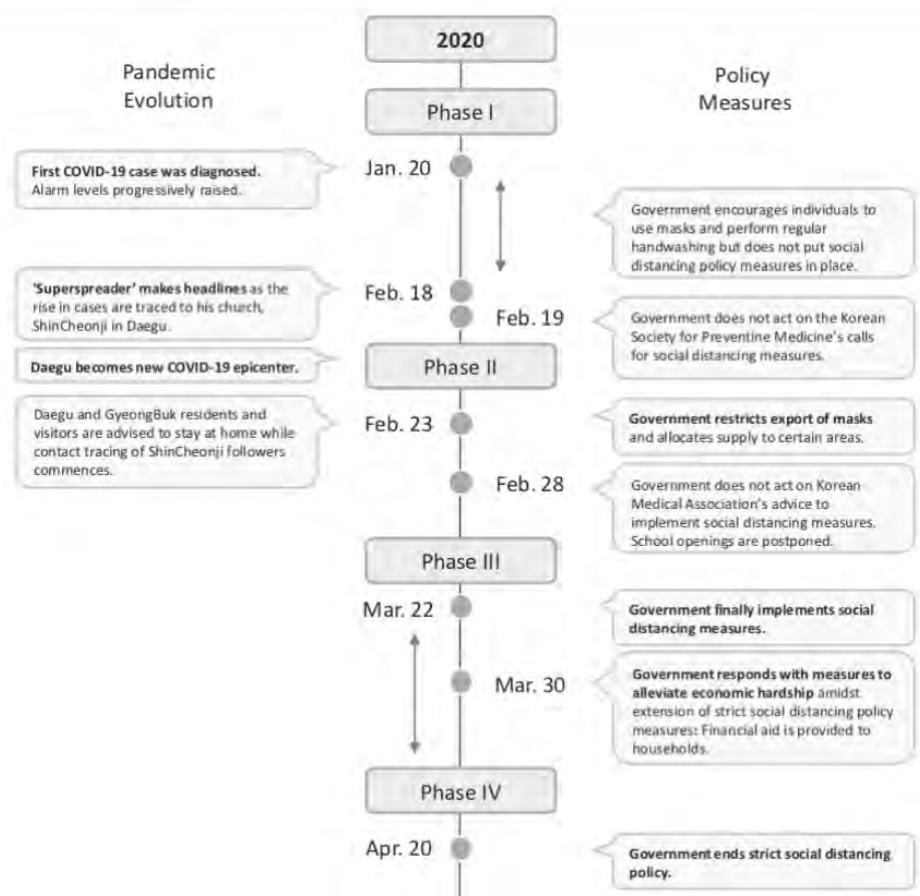 2020
Pandemic
Evolution
Policy
Measures
Phase I
Jan. 20
First COVID-19 case was diagnosed.
Alarm levels progressively raised.
Government encourages individuals to
use masks and perform regular
handwashing but does not put social
distancing policy measures in place.
Feb. 18
'Superspreader' makes headlines as the
rise in cases are traced to his church,
ShinCheonji in Daegu.
Feb. 19
Government does not act on the Korean
Society for Preventine Medicine's calls
for social distancing measures.
Daegu becomes new COVID-19 epicenter.
Phase II
Daegu and GyeongBuk residents and
visitors are advised to stay at home while
contact tracing of ShinCheonji followers
commences.
Feb. 23
Government restricts export of masks
and allocates supply to certain areas.
Feb. 28
Government does not act on Korean
Medical Association's advice to
implement social distancing measures.
School openings are postponed.
Phase III
Mar. 22
Government finally implements social
distancing measures.
Mar. 30
Government responds with measures to
alleviate economic hardship amidst
extension of strict social distancing policy
measures: Financial aid is provided to
households.
Phase IV
Apr. 20
Government ends strict social distancing
policy.